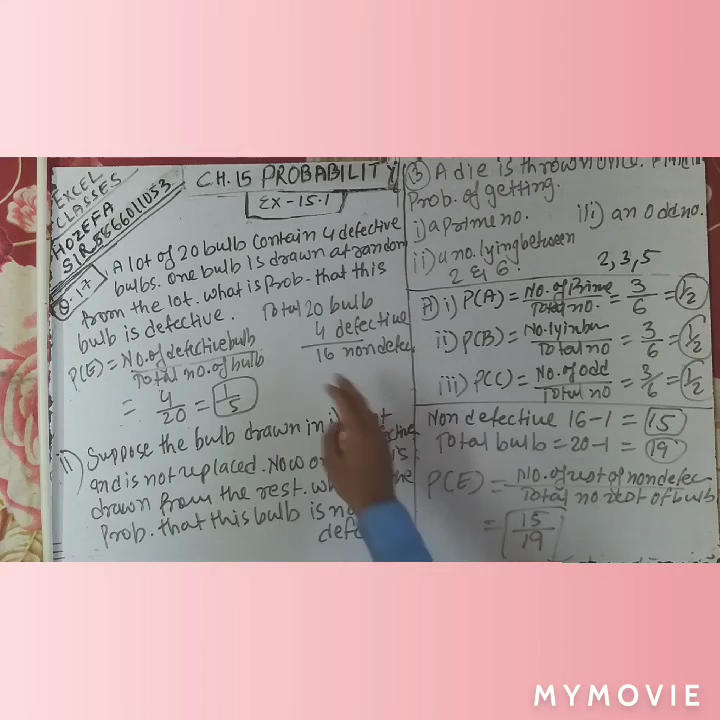 EXCEL
CLASSES
HOZEFA
SIR
CH. 15 PROBABILITY
EX-15.1
Q.17
A lot of 20 bulb contain 4 defective
bulbs. One bulb is drawn at random
from the lot. what is Prob. that this
bulb is defective.
Total 20 bulb
4 defective
16 nondefec
P(E) = No. of defective bulb
Total no. of bulb
= 4/20 = 1/5
ii) Suppose the bulb drawn in i)
and is not replaced. Now
drawn from the rest.
Prob. that this bulb is
③ A die is thrown once.
Prob. of getting.
i) a Prime no.
iii) an Odd no.
ii) a no. lying between
2 & 6.
2, 3, 5
A) i) P(A) = No. of Prime / Total no. = 3/6 = 1/2
ii) P(B) = / Total no = 3/6 = 1/2
iii) P(C) = No. of odd / Total no = 3/6 = 1/2
Non defective 16-1 = 15
Total bulb = 20-1 = 19
P(E) = No. of rest of nondefec
Total no rest of bulb
= 15/19
MYMOVIE